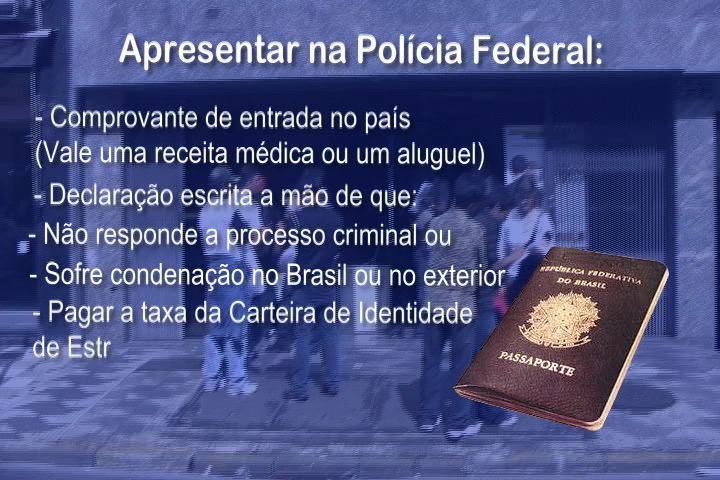 Apresentar na Polícia Federal:
- Comprovante de entrada no país
(Vale uma receita médica ou um aluguel)
- Declaração escrita a mão de que:
- Não responde a processo criminal ou
- Sofre condenação no Brasil ou no exterior
- Pagar a taxa da Carteira de Identidade
de Estr
REPÚBLICA FEDERATIVA
DO BRASIL
PASSAPORTE